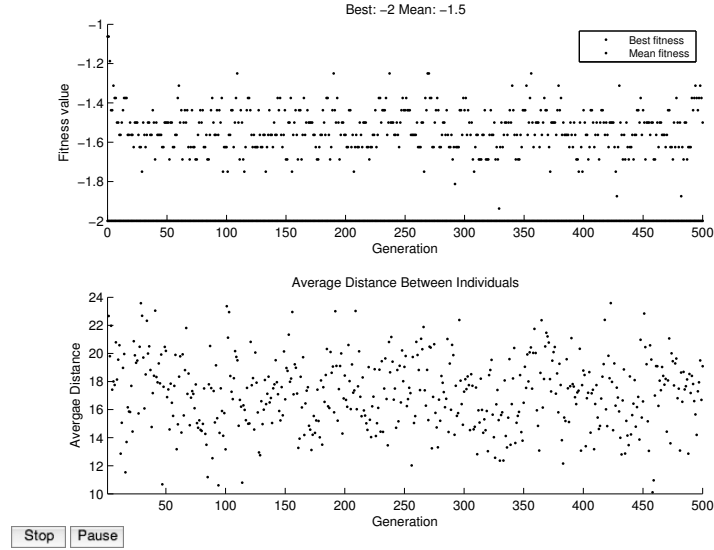 Best: −2 Mean: −1.5
−1
−1.2
−1.4
−1.6
−1.8
−2
Fitness value
Best fitness
Mean fitness
0 50 100 150 200 250 300 350 400 450 500
Generation
Average Distance Between Individuals
24
22
20
18
16
14
12
10
Avergae Distance
50 100 150 200 250 300 350 400 450 500
Generation
Stop Pause